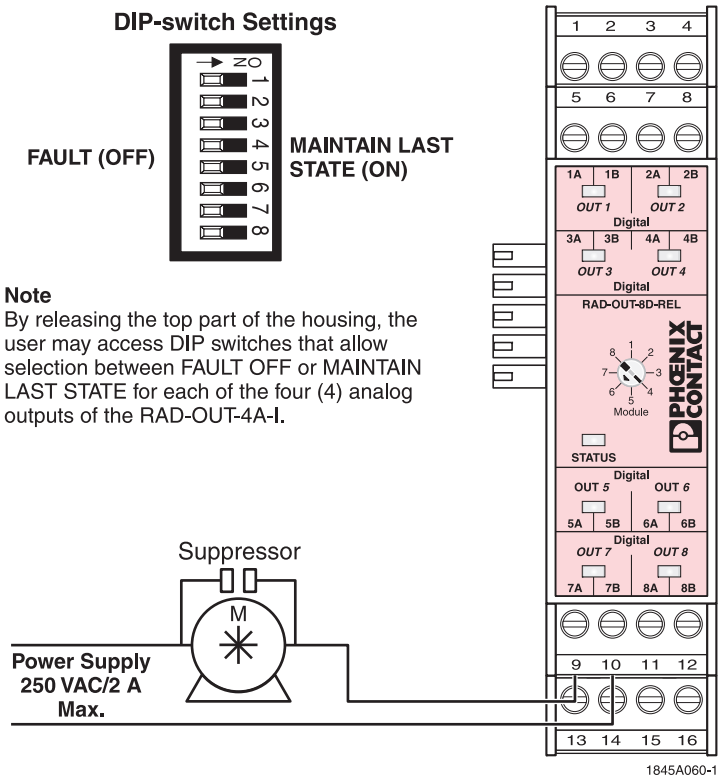 DIP-switch Settings
ON
1
2
3
4
5
6
7
8
FAULT (OFF)
MAINTAIN LAST
STATE (ON)
Note
By releasing the top part of the housing, the
user may access DIP switches that allow
selection between FAULT OFF or MAINTAIN
LAST STATE for each of the four (4) analog
outputs of the RAD-OUT-4A-I.
Suppressor
M
Power Supply
250 VAC/2 A
Max.
1 2 3 4
5 6 7 8
1A 1B 2A 2B
OUT 1 OUT 2
Digital
3A 3B 4A 4B
OUT 3 OUT 4
Digital
RAD-OUT-8D-REL
1
2
3
4
5
6
7
8
Module
PHŒNIX
CONTACT
STATUS
Digital
OUT 5 OUT 6
5A 5B 6A 6B
Digital
OUT 7 OUT 8
7A 7B 8A 8B
9 10 11 12
13 14 15 16
1845A060-1